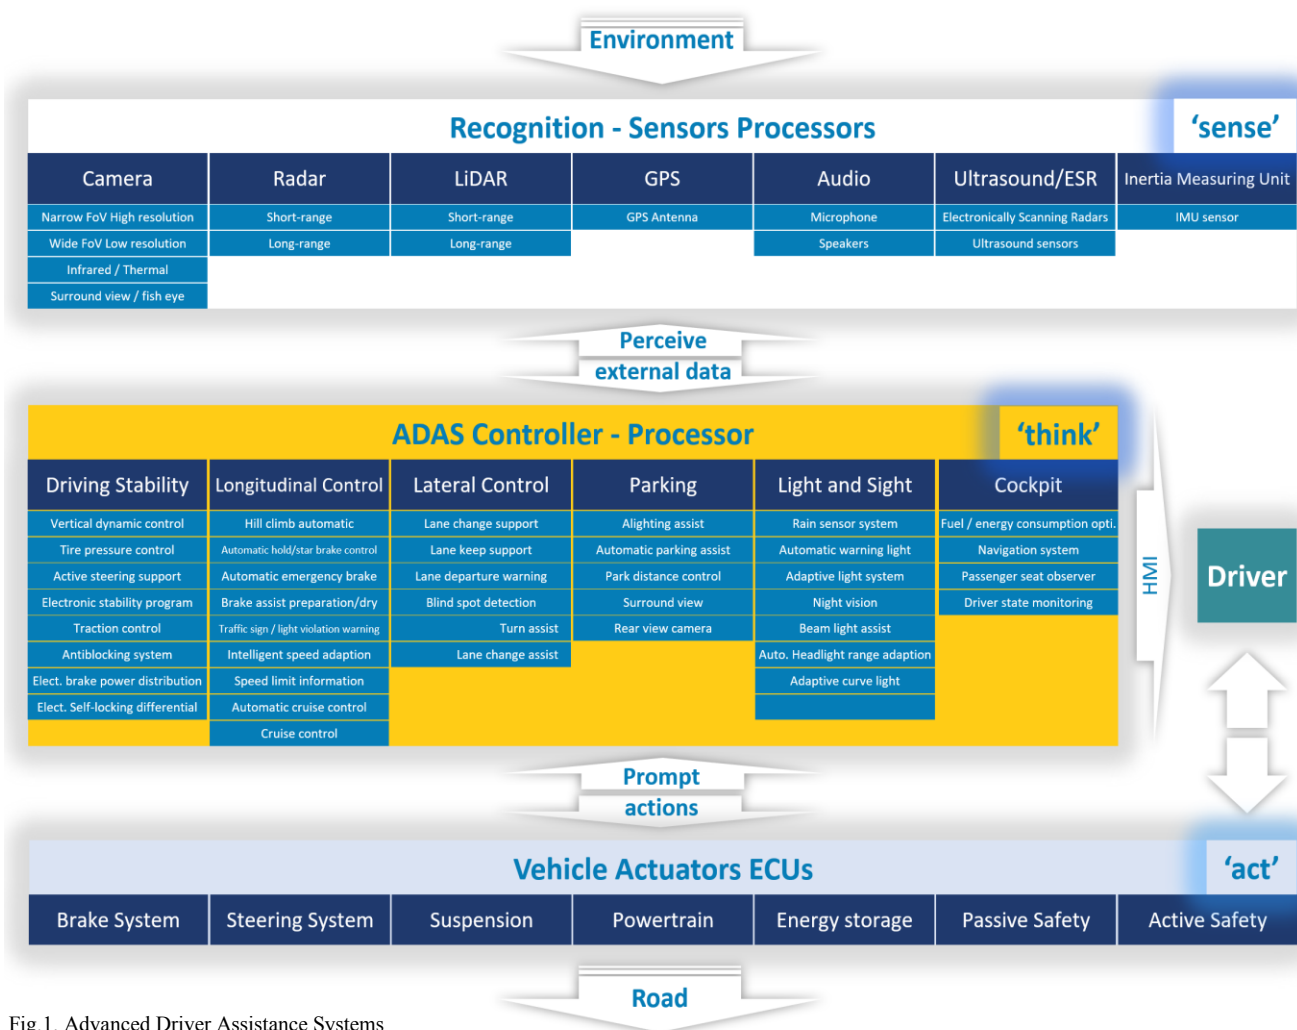 Environment
Recognition - Sensors Processors
'sense'
Camera
Radar
LiDAR
GPS
Audio
Ultrasound/ESR
Inertia Measuring Unit
Narrow FoV High resolution
Short-range
Short-range
GPS Antenna
Microphone
Electronically Scanning Radars
IMU sensor
Wide FoV Low resolution
Long-range
Long-range
Speakers
Ultrasound sensors
Infrared / Thermal
Surround view / fish eye
Perceive
external data
ADAS Controller - Processor
'think'
Driving Stability
Longitudinal Control
Lateral Control
Parking
Light and Sight
Cockpit
Vertical dynamic control
Hill climb automatic
Lane change support
Alighting assist
Rain sensor system
Fuel / energy consumption opti.
Tire pressure control
Automatic hold/star brake control
Lane keep support
Automatic parking assist
Automatic warning light
Navigation system
Active steering support
Automatic emergency brake
Lane departure warning
Park distance control
Adaptive light system
Passenger seat observer
Electronic stability program
Brake assist preparation/dry
Blind spot detection
Surround view
Night vision
Driver state monitoring
Traction control
Traffic sign / light violation warning
Turn assist
Rear view camera
Beam light assist
Antiblocking system
Intelligent speed adaption
Lane change assist
Auto. Headlight range adaption
Elect. brake power distribution
Speed limit information
Adaptive curve light
Elect. Self-locking differential
Automatic cruise control
Cruise control
HMI
Driver
Prompt
actions
Vehicle Actuators ECUs
'act'
Brake System
Steering System
Suspension
Powertrain
Energy storage
Passive Safety
Active Safety
Road
Fig.1. Advanced Driver Assistance Systems